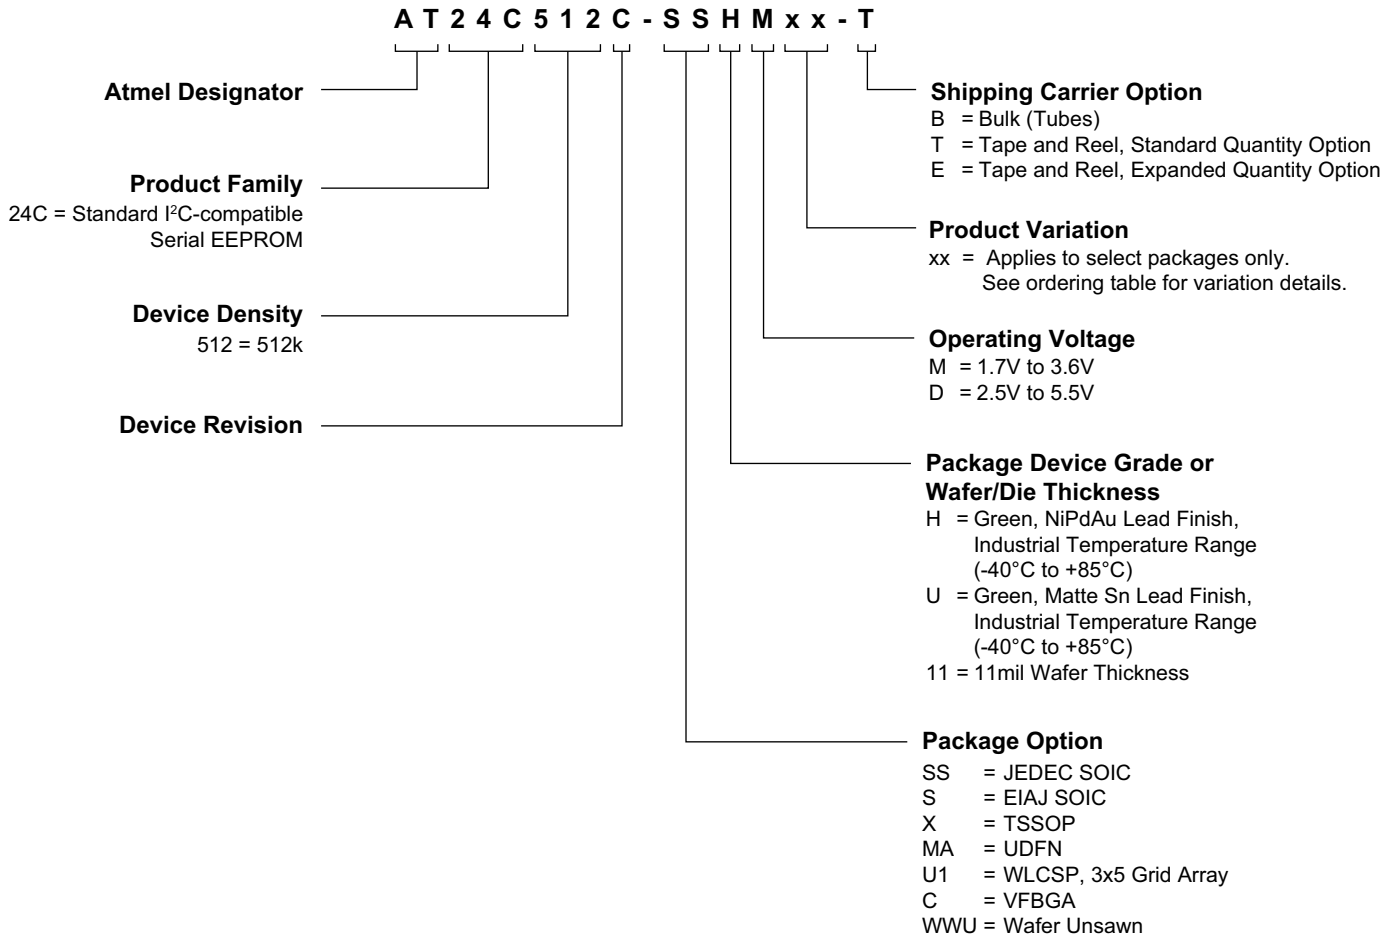 AT24C512C-SSHMxx-T
Atmel Designator
Product Family
24C = Standard I²C-compatible
Serial EEPROM
Device Density
512 = 512k
Device Revision
Shipping Carrier Option
B = Bulk (Tubes)
T = Tape and Reel, Standard Quantity Option
E = Tape and Reel, Expanded Quantity Option
Product Variation
xx = Applies to select packages only.
See ordering table for variation details.
Operating Voltage
M = 1.7V to 3.6V
D = 2.5V to 5.5V
Package Device Grade or
Wafer/Die Thickness
H = Green, NiPdAu Lead Finish,
Industrial Temperature Range
(-40°C to +85°C)
U = Green, Matte Sn Lead Finish,
Industrial Temperature Range
(-40°C to +85°C)
11 = 11mil Wafer Thickness
Package Option
SS = JEDEC SOIC
S = EIAJ SOIC
X = TSSOP
MA = UDFN
U1 = WLCSP, 3x5 Grid Array
C = VFBGA
WWU = Wafer Unsawn